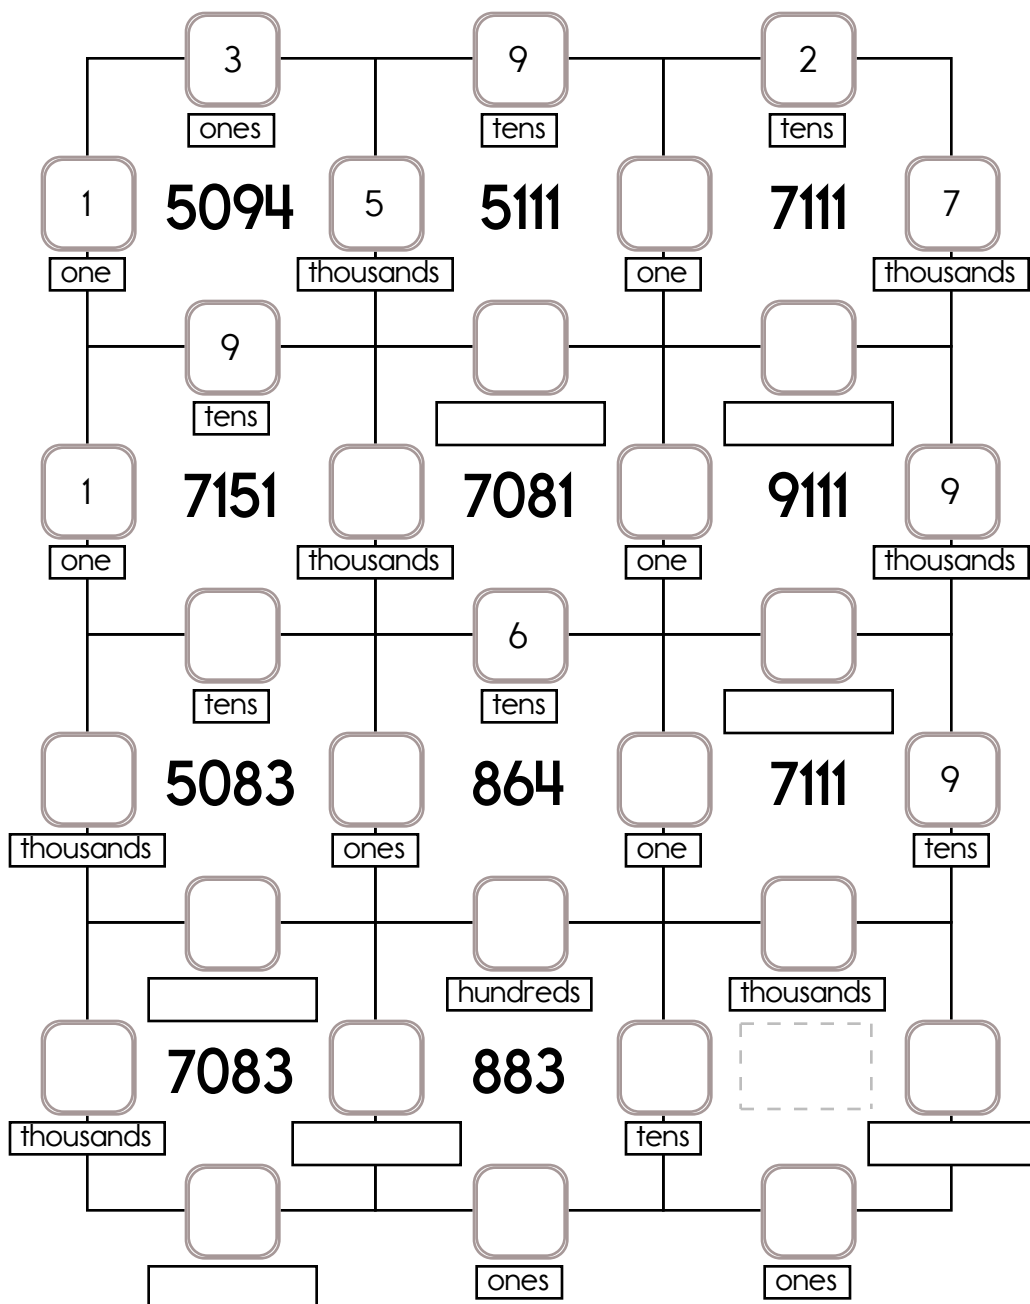 3 9 2
ones tens tens
1 5094 5 5111 7111 7
one thousands one thousands
9
tens
1 7151 7081 9111 9
one thousands one thousands
6
tens tens
5083 864 7111 9
thousands ones one tens
hundreds thousands
7083 883
thousands tens
ones ones